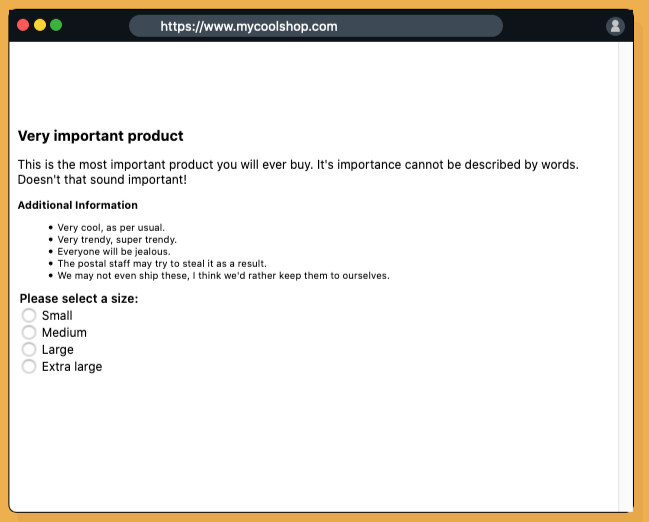 https://www.mycoolshop.com
Very important product
This is the most important product you will ever buy. It's importance cannot be described by words.
Doesn't that sound important!
Additional Information
• Very cool, as per usual.
• Very trendy, super trendy.
• Everyone will be jealous.
• The postal staff may try to steal it as a result.
• We may not even ship these, I think we'd rather keep them to ourselves.
Please select a size:
Small
Medium
Large
Extra large